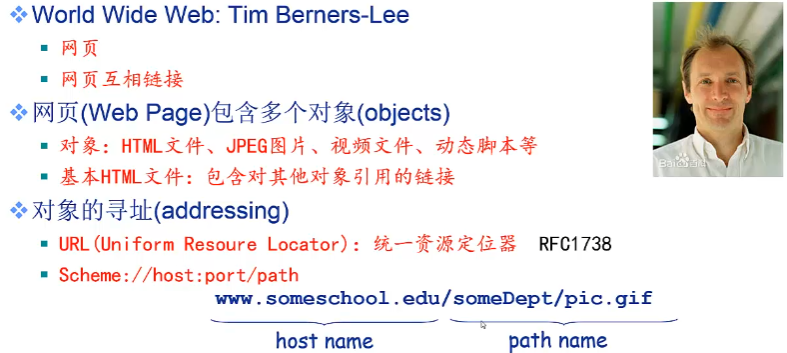 World Wide Web: Tim Berners-Lee
网页
网页互相链接
网页(Web Page)包含多个对象(objects)
对象：HTML文件、JPEG图片、视频文件、动态脚本等
基本HTML文件：包含对其他对象引用的链接
Baidu百科
对象的寻址(addressing)
URL(Uniform Resoure Locator)：统一资源定位器 RFC1738
Scheme://host:port/path
www.someschool.edu/someDept/pic.gif
host name path name